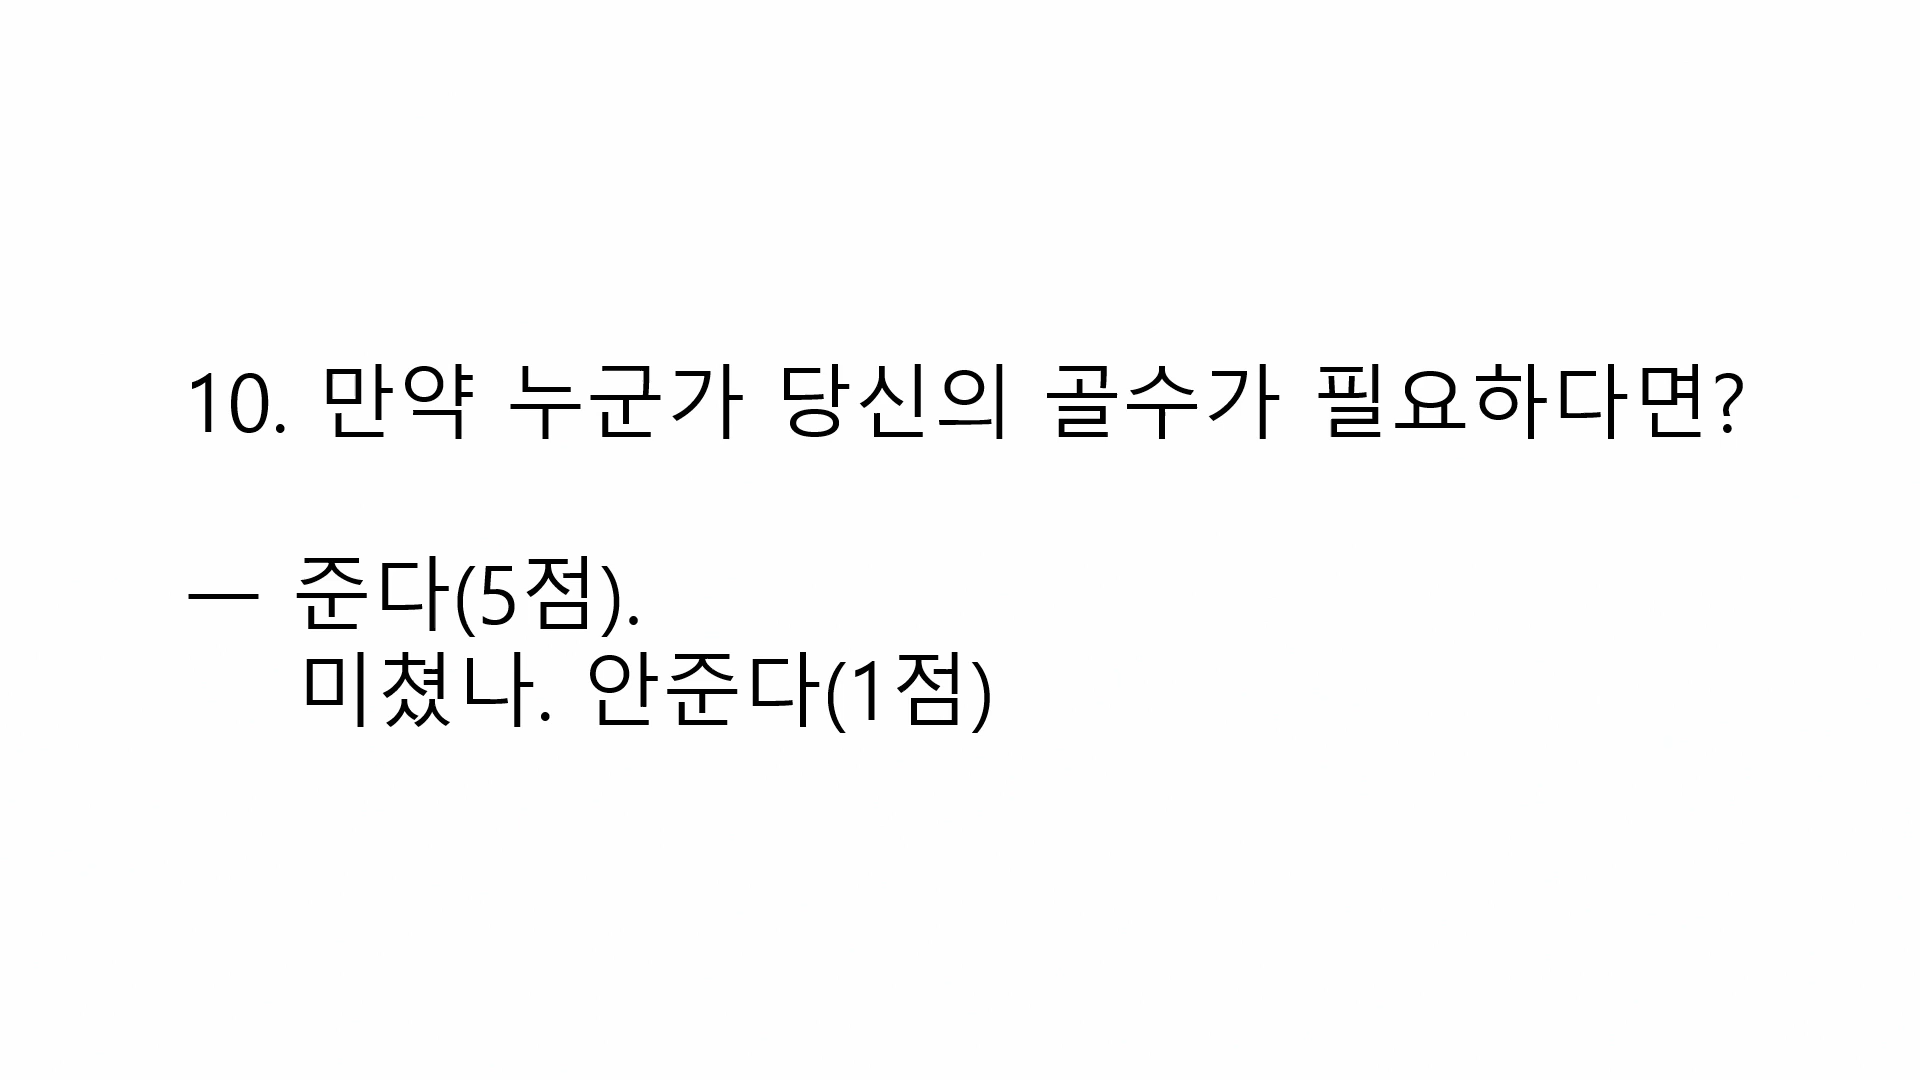 10. 만약 누군가 당신의 골수가 필요하다면?
ㅡ 준다(5점).
미쳤나. 안준다(1점)